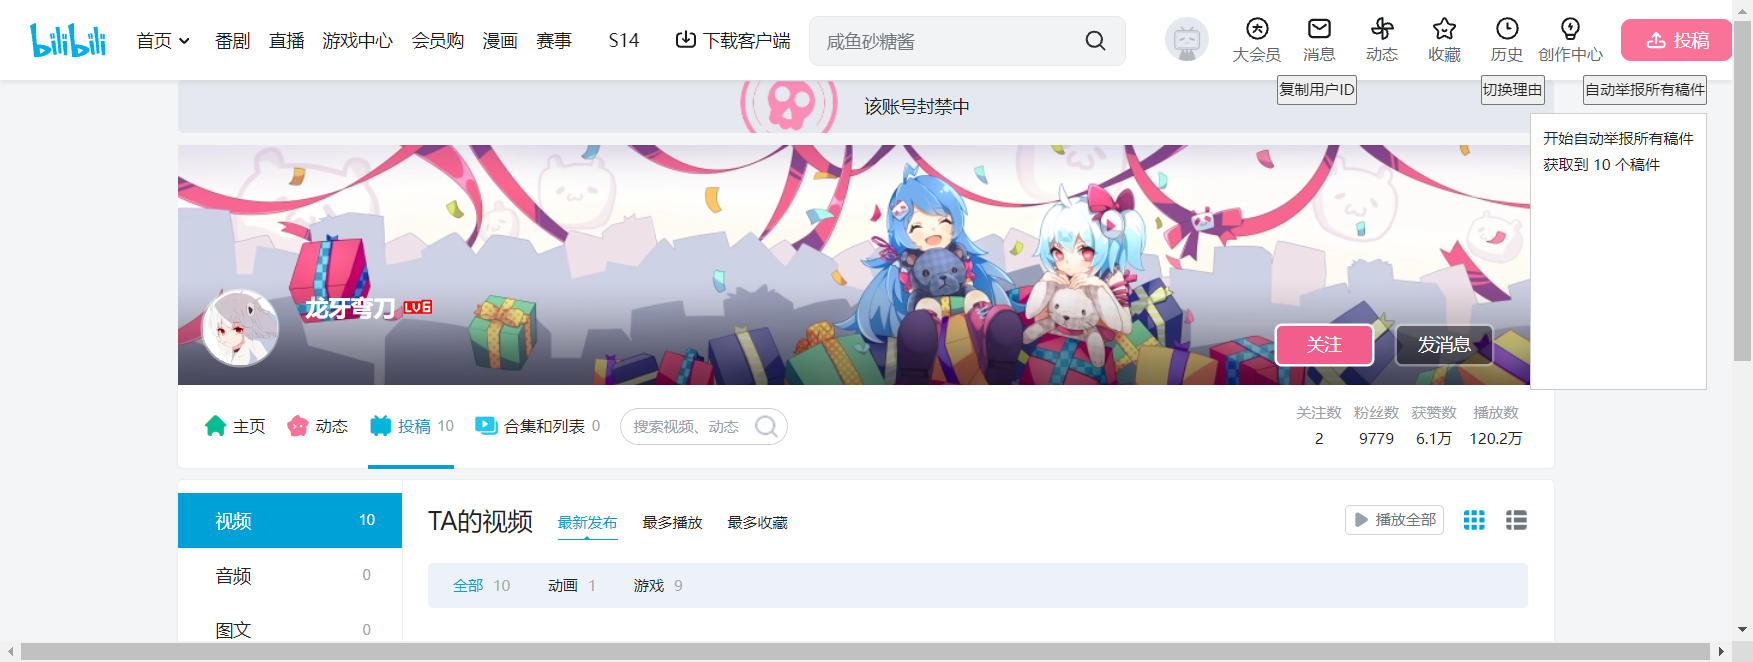 bilibili 首页 番剧 直播 游戏中心 会员购 漫画 赛事 S14 下载客户端 咸鱼砂糖酱 大会员 消息 动态 收藏 历史 创作中心 投稿
复制用户ID 切换理由 自动举报所有稿件
该账号封禁中
开始自动举报所有稿件
获取到 10 个稿件
龙牙弯刀 LV6
关注 发消息
主页 动态 投稿 10 合集和列表 0 搜索视频、动态
关注数 粉丝数 获赞数 播放数
2 9779 6.1万 120.2万
视频 10
音频 0
图文 0
TA的视频 最新发布 最多播放 最多收藏 播放全部
全部 10 动画 1 游戏 9